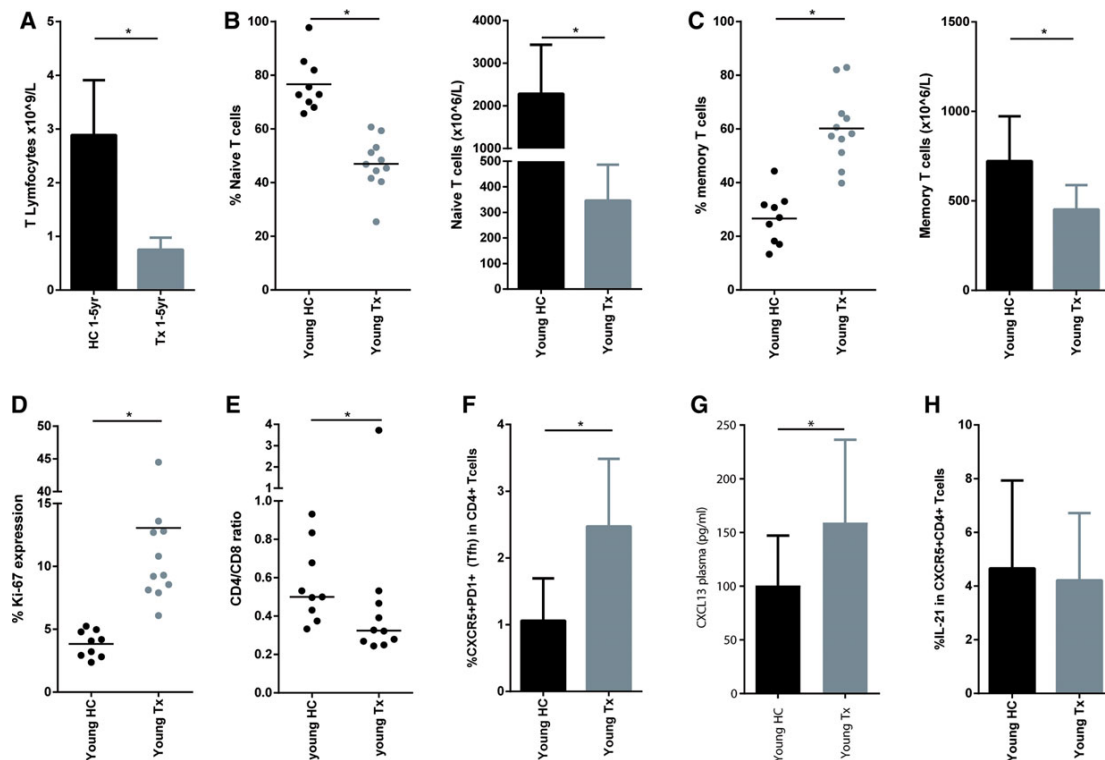 A
*
T Lymfocytes x10^9/L
5
4
3
2
1
0
HC 1-5yr
Tx 1-5yr
B
*
% Naive T cells
100
80
60
40
20
0
Young HC
Young Tx
*
Naive T cells (x10^6/L)
3000
2000
1000
500
400
300
200
100
0
Young HC
Young Tx
C
*
% memory T cells
100
80
60
40
20
0
Young HC
Young Tx
*
Memory T cells (x10^6/L)
1500
1000
500
0
Young HC
Young Tx
D
*
% Ki-67 expression
50
45
40
15
10
5
0
Young HC
Young Tx
E
*
CD4/CD8 ratio
4
3
2
1
1.0
0.8
0.6
0.4
0.2
0.0
young HC
young Tx
F
*
%CXCR5+PD1+ (Tfh) in CD4+ Tcells
4
3
2
1
0
Young HC
Young Tx
G
*
CXCL13 plasma (pg/ml)
250
200
150
100
50
0
Young HC
Young Tx
H
%IL-21 in CXCR5+CD4+ Tcells
10
8
6
4
2
0
Young HC
Young Tx